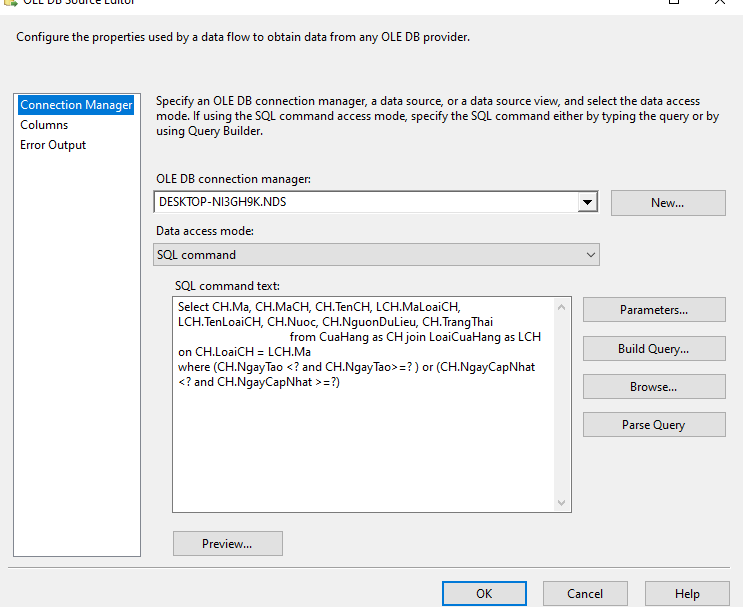 OLE DB Source Editor
Configure the properties used by a data flow to obtain data from any OLE DB provider.
Connection Manager
Columns
Error Output
Specify an OLE DB connection manager, a data source, or a data source view, and select the data access
mode. If using the SQL command access mode, specify the SQL command either by typing the query or by
using Query Builder.
OLE DB connection manager:
DESKTOP-NI3GH9K.NDS
New...
Data access mode:
SQL command
SQL command text:
Select CH.Ma, CH.MaCH, CH.TenCH, LCH.MaLoaiCH,
LCH.TenLoaiCH, CH.Nuoc, CH.NguonDuLieu, CH.TrangThai
from CuaHang as CH join LoaiCuaHang as LCH
on CH.LoaiCH = LCH.Ma
where (CH.NgayTao <? and CH.NgayTao>=? ) or (CH.NgayCapNhat
<? and CH.NgayCapNhat >=?)
Parameters...
Build Query...
Browse...
Parse Query
Preview...
OK
Cancel
Help